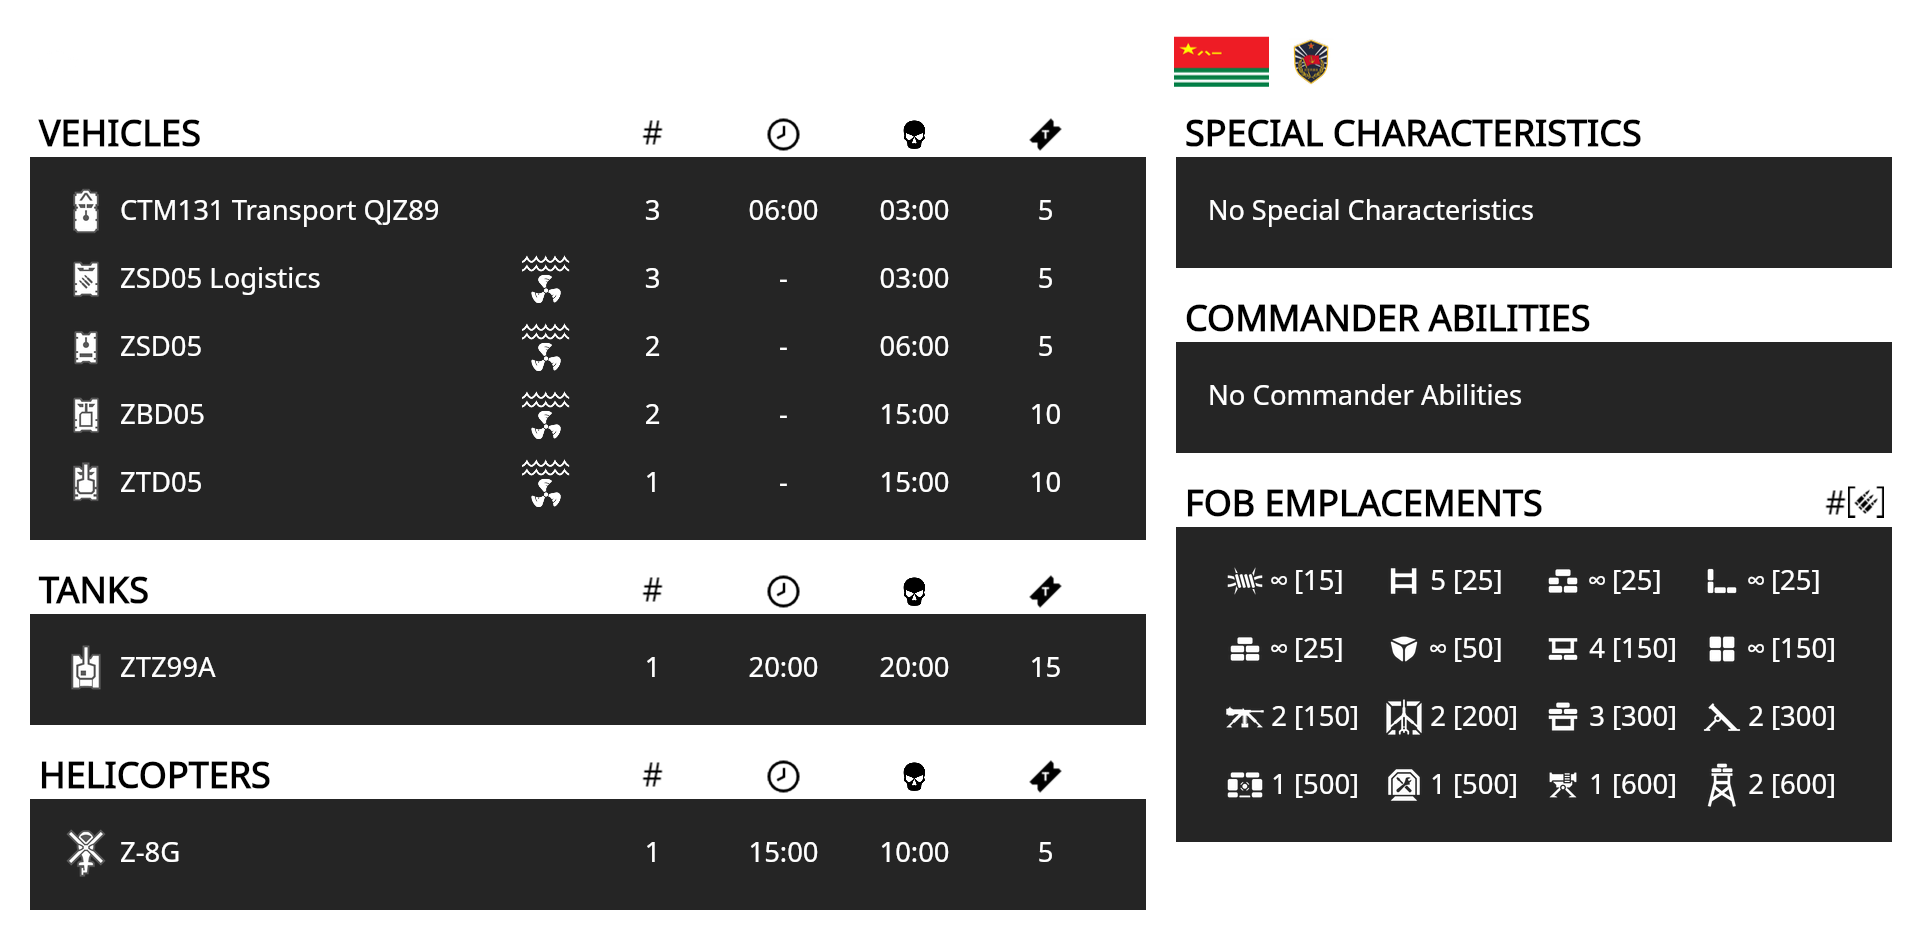 VEHICLES #
CTM131 Transport QJZ89 3 06:00 03:00 5
ZSD05 Logistics 3 - 03:00 5
ZSD05 2 - 06:00 5
ZBD05 2 - 15:00 10
ZTD05 1 - 15:00 10
TANKS #
ZTZ99A 1 20:00 20:00 15
HELICOPTERS #
Z-8G 1 15:00 10:00 5
SPECIAL CHARACTERISTICS
No Special Characteristics
COMMANDER ABILITIES
No Commander Abilities
FOB EMPLACEMENTS #[]
∞ [15] 5 [25] ∞ [25] ∞ [25]
∞ [25] ∞ [50] 4 [150] ∞ [150]
2 [150] 2 [200] 3 [300] 2 [300]
1 [500] 1 [500] 1 [600] 2 [600]